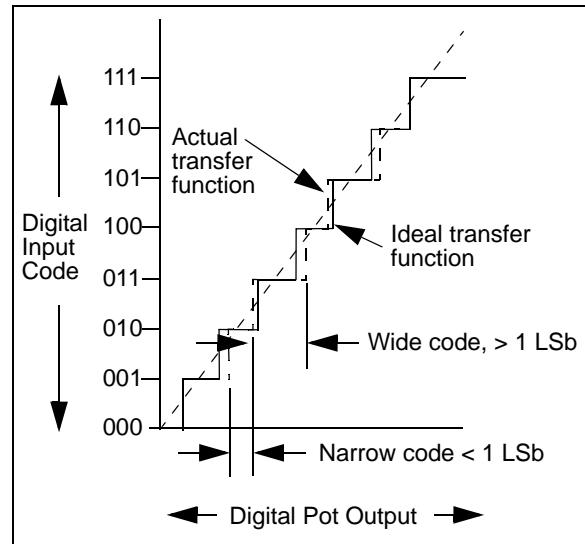 111
110
101
100
011
010
001
000
Digital
Input
Code
Actual
transfer
function
Ideal transfer
function
Wide code, > 1 LSb
Narrow code < 1 LSb
Digital Pot Output